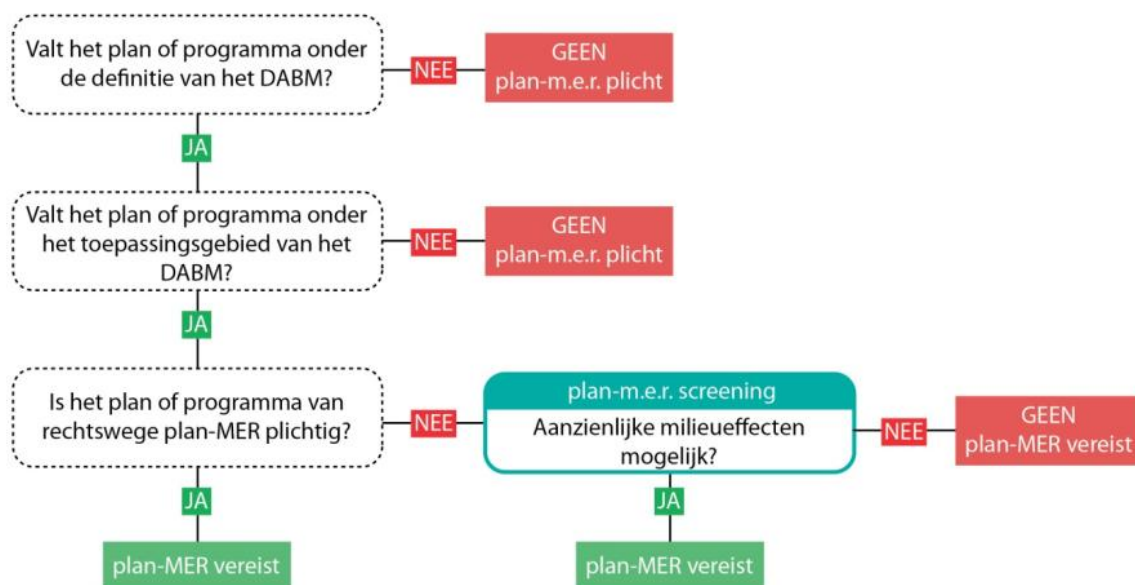 Valt het plan of programma onder
de definitie van het DABM?
NEE
GEEN
plan-m.e.r. plicht
JA
Valt het plan of programma onder
het toepassingsgebied van het
DABM?
NEE
GEEN
plan-m.e.r. plicht
JA
Is het plan of programma van
rechtswege plan-MER plichtig?
NEE
plan-m.e.r. screening
Aanzienlijke milieueffecten
mogelijk?
NEE
GEEN
plan-MER vereist
JA
JA
plan-MER vereist
plan-MER vereist